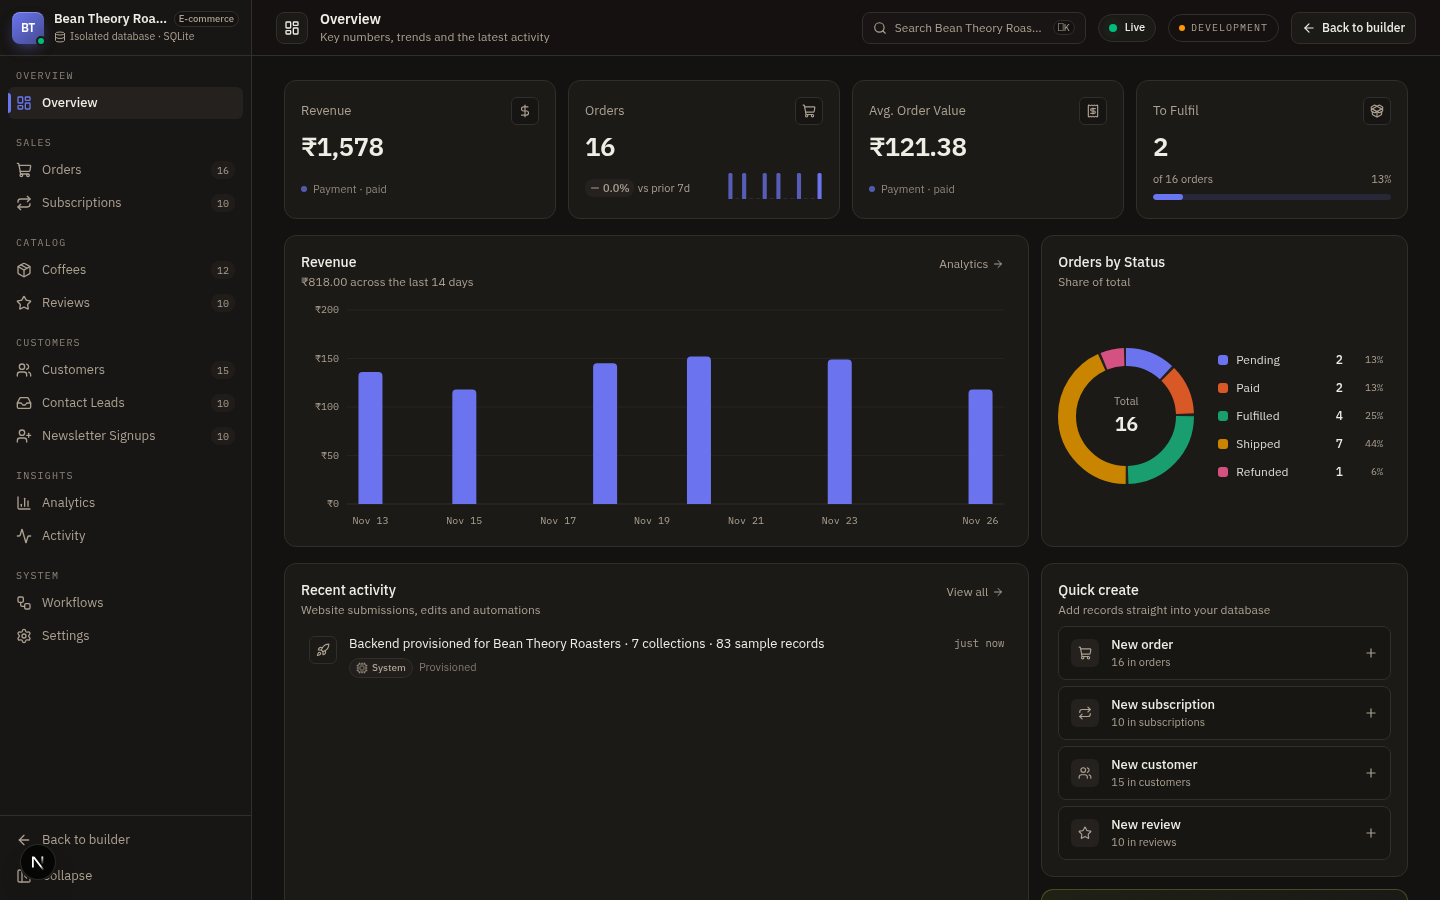 BT
Bean Theory Roa...
E-commerce
Isolated database · SQLite
OVERVIEW
Overview
SALES
Orders 16
Subscriptions 10
CATALOG
Coffees 12
Reviews 10
CUSTOMERS
Customers 15
Contact Leads 10
Newsletter Signups 10
INSIGHTS
Analytics
Activity
SYSTEM
Workflows
Settings
Back to builder
N
Overview
Key numbers, trends and the latest activity
Search Bean Theory Roas...
Live
DEVELOPMENT
Back to builder
Revenue
₹1,578
Payment · paid
Orders
16
— 0.0% vs prior 7d
Avg. Order Value
₹121.38
Payment · paid
To Fulfil
2
of 16 orders 13%
Revenue
₹818.00 across the last 14 days
Analytics →
₹200
₹150
₹100
₹50
₹0
Nov 13 Nov 15 Nov 17 Nov 19 Nov 21 Nov 23 Nov 26
Orders by Status
Share of total
Total
16
Pending 2 13%
Paid 2 13%
Fulfilled 4 25%
Shipped 7 44%
Refunded 1 6%
Recent activity
Website submissions, edits and automations
View all →
Backend provisioned for Bean Theory Roasters · 7 collections · 83 sample records
just now
System Provisioned
Quick create
Add records straight into your database
New order
16 in orders
New subscription
10 in subscriptions
New customer
15 in customers
New review
10 in reviews